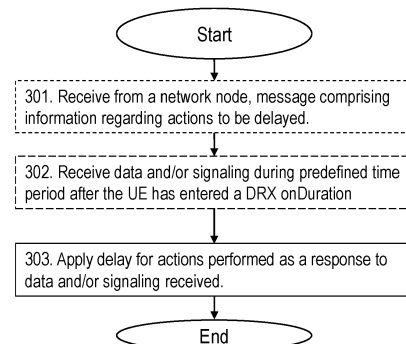 Start
301. Receive from a network node, message comprising
information regarding actions to be delayed.
302. Receive data and/or signaling during predefined time
period after the UE has entered a DRX onDuration
303. Apply delay for actions performed as a response to
data and/or signaling received.
End